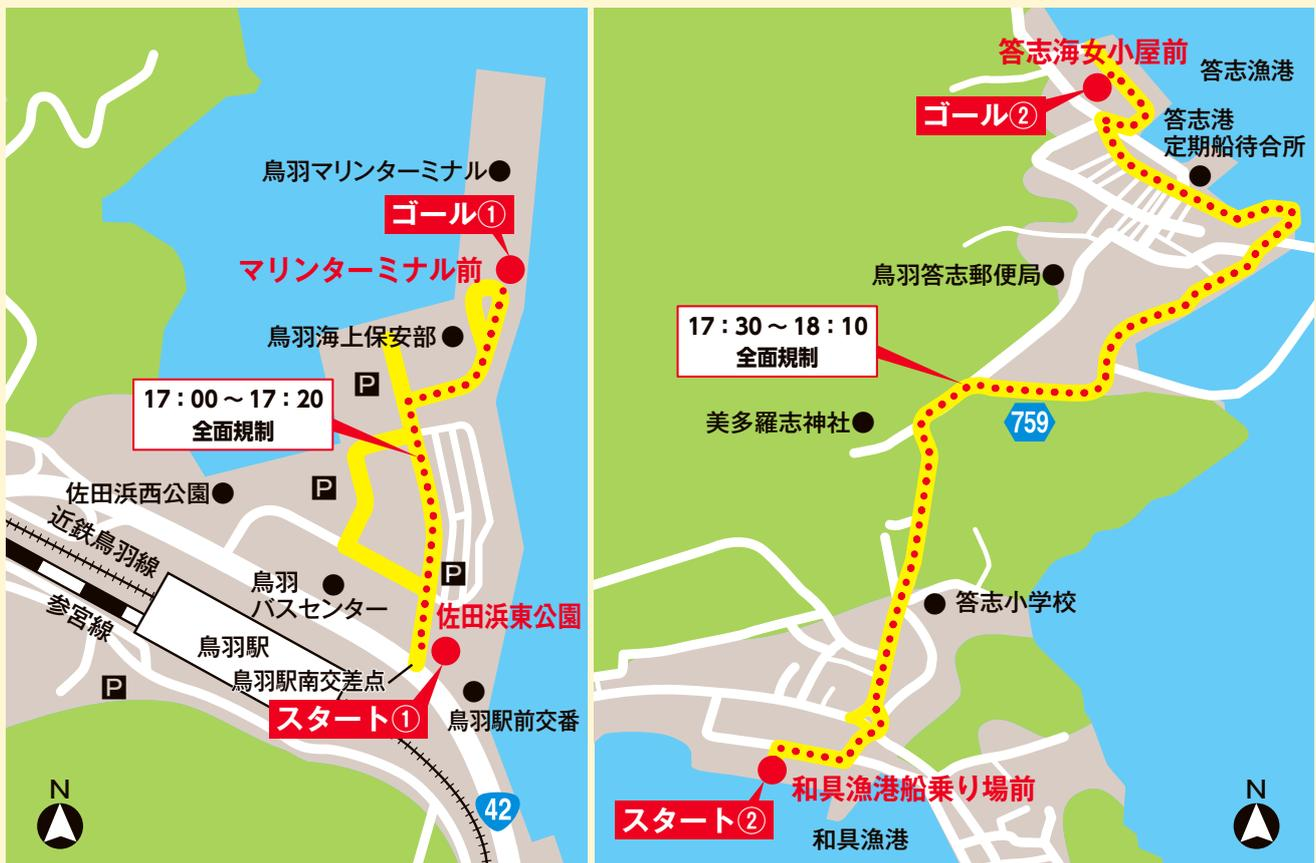 鳥羽マリンターミナル
ゴール①
マリンターミナル前
鳥羽海上保安部
P
17：00～17：20
全面規制
佐田浜西公園
P
近鉄鳥羽線
参宮線
鳥羽
バスセンター
P
佐田浜東公園
鳥羽駅
鳥羽駅南交差点
P
スタート①
鳥羽駅前交番
N
42
答志海女小屋前
答志漁港
ゴール②
答志港
定期船待合所
鳥羽答志郵便局
17：30～18：10
全面規制
美多羅志神社
759
答志小学校
和具漁港船乗り場前
スタート②
和具漁港
N